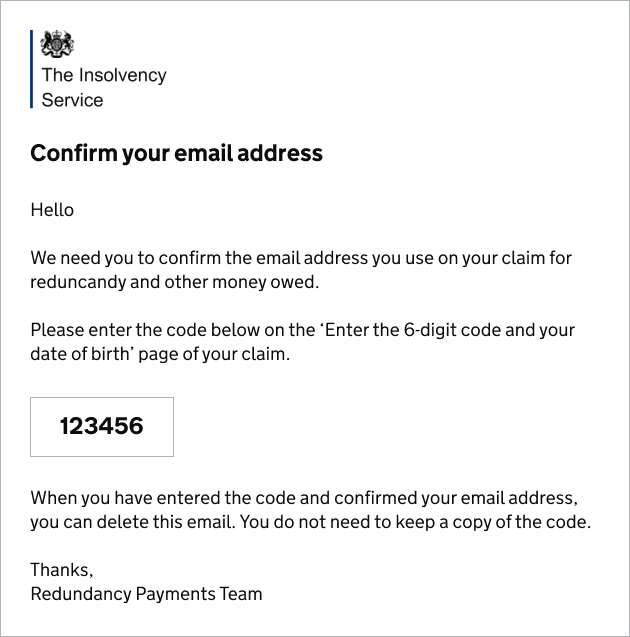 The Insolvency
Service
Confirm your email address
Hello
We need you to confirm the email address you use on your claim for
reduncandy and other money owed.
Please enter the code below on the ‘Enter the 6-digit code and your
date of birth’ page of your claim.
123456
When you have entered the code and confirmed your email address,
you can delete this email. You do not need to keep a copy of the code.
Thanks,
Redundancy Payments Team